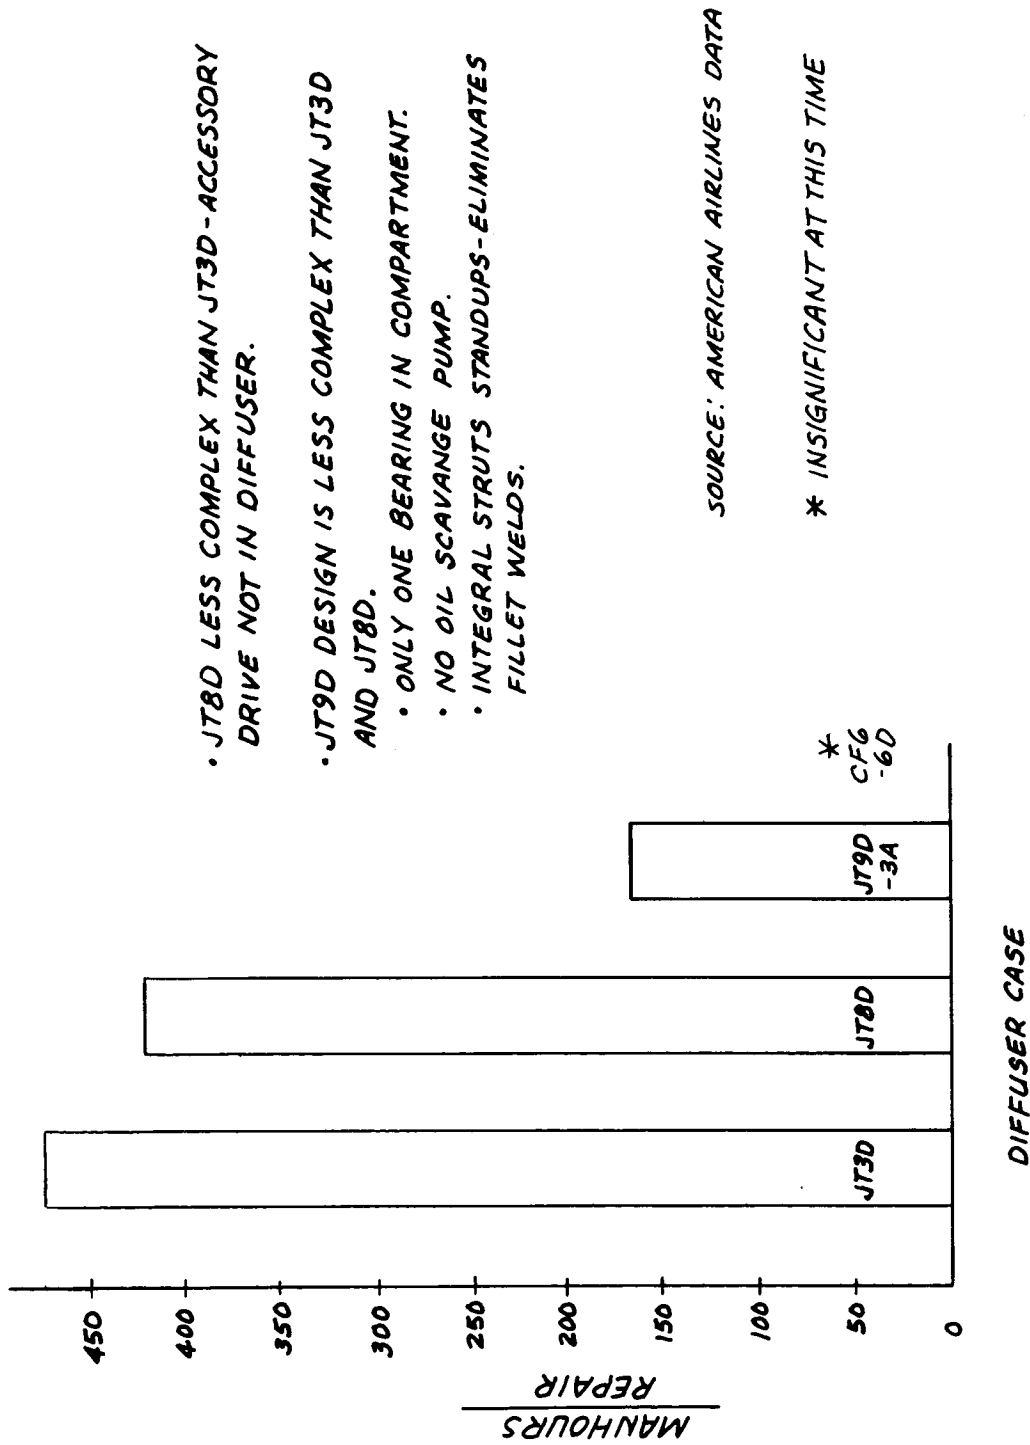 MANHOURS
REPAIR
450
400
350
300
250
200
150
100
50
0
JT3D
JT8D
JT9D
-3A
*
CF6
-6D
DIFFUSER CASE
• JT8D LESS COMPLEX THAN JT3D-ACCESSORY
DRIVE NOT IN DIFFUSER.
• JT9D DESIGN IS LESS COMPLEX THAN JT3D
AND JT8D.
• ONLY ONE BEARING IN COMPARTMENT.
• NO OIL SCAVANGE PUMP.
• INTEGRAL STRUTS STANDUPS-ELIMINATES
FILLET WELDS.
SOURCE: AMERICAN AIRLINES DATA
* INSIGNIFICANT AT THIS TIME